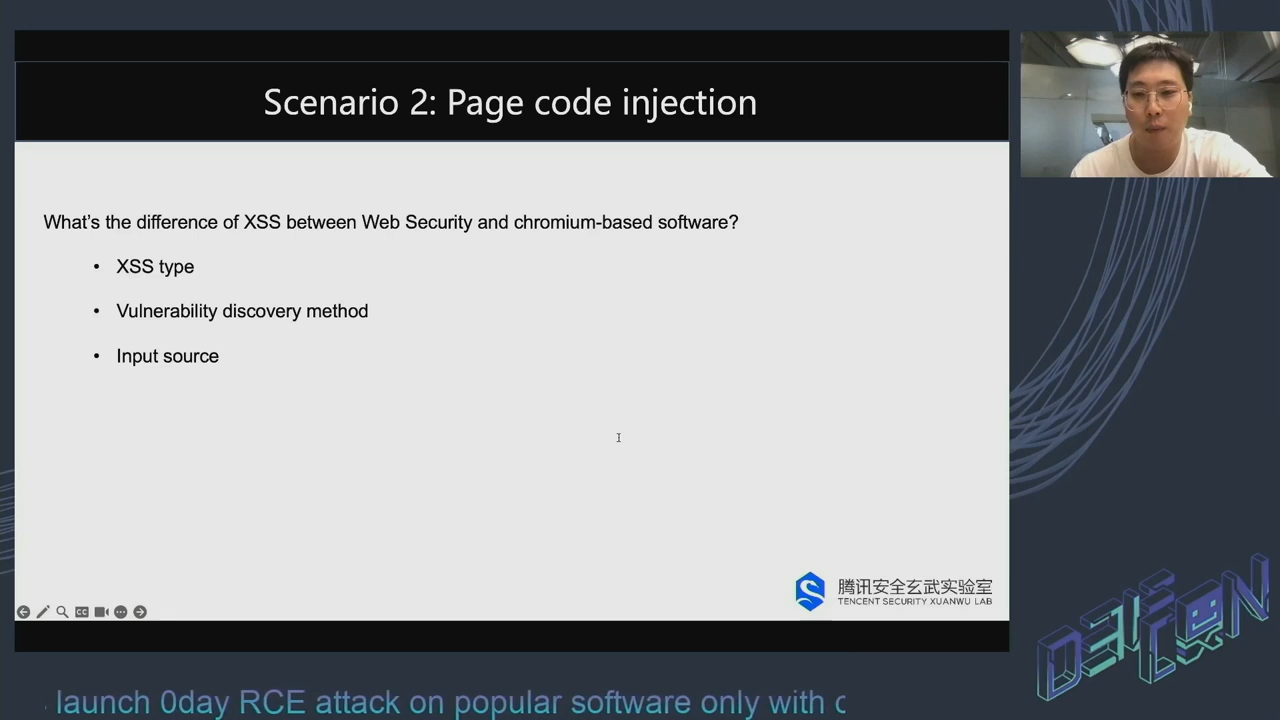 Scenario 2: Page code injection
What's the difference of XSS between Web Security and chromium-based software?
• XSS type
• Vulnerability discovery method
• Input source
腾讯安全玄武实验室
TENCENT SECURITY XUANWU LAB
CC
DEFCON
launch 0day RCE attack on popular software only with